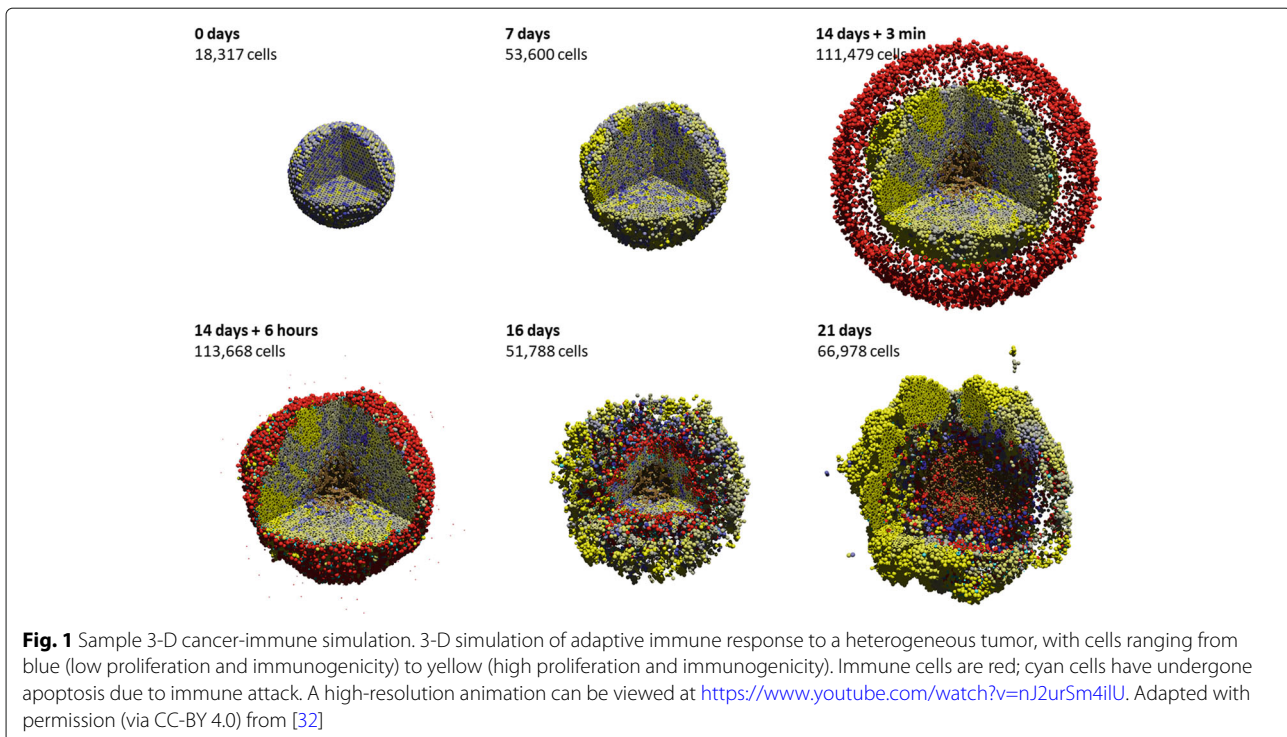 0 days
18,317 cells
7 days
53,600 cells
14 days + 3 min
111,479 cells
14 days + 6 hours
113,668 cells
16 days
51,788 cells
21 days
66,978 cells
Fig. 1 Sample 3-D cancer-immune simulation. 3-D simulation of adaptive immune response to a heterogeneous tumor, with cells ranging from
blue (low proliferation and immunogenicity) to yellow (high proliferation and immunogenicity). Immune cells are red; cyan cells have undergone
apoptosis due to immune attack. A high-resolution animation can be viewed at https://www.youtube.com/watch?v=nJ2urSm4ilU. Adapted with
permission (via CC-BY 4.0) from [32]